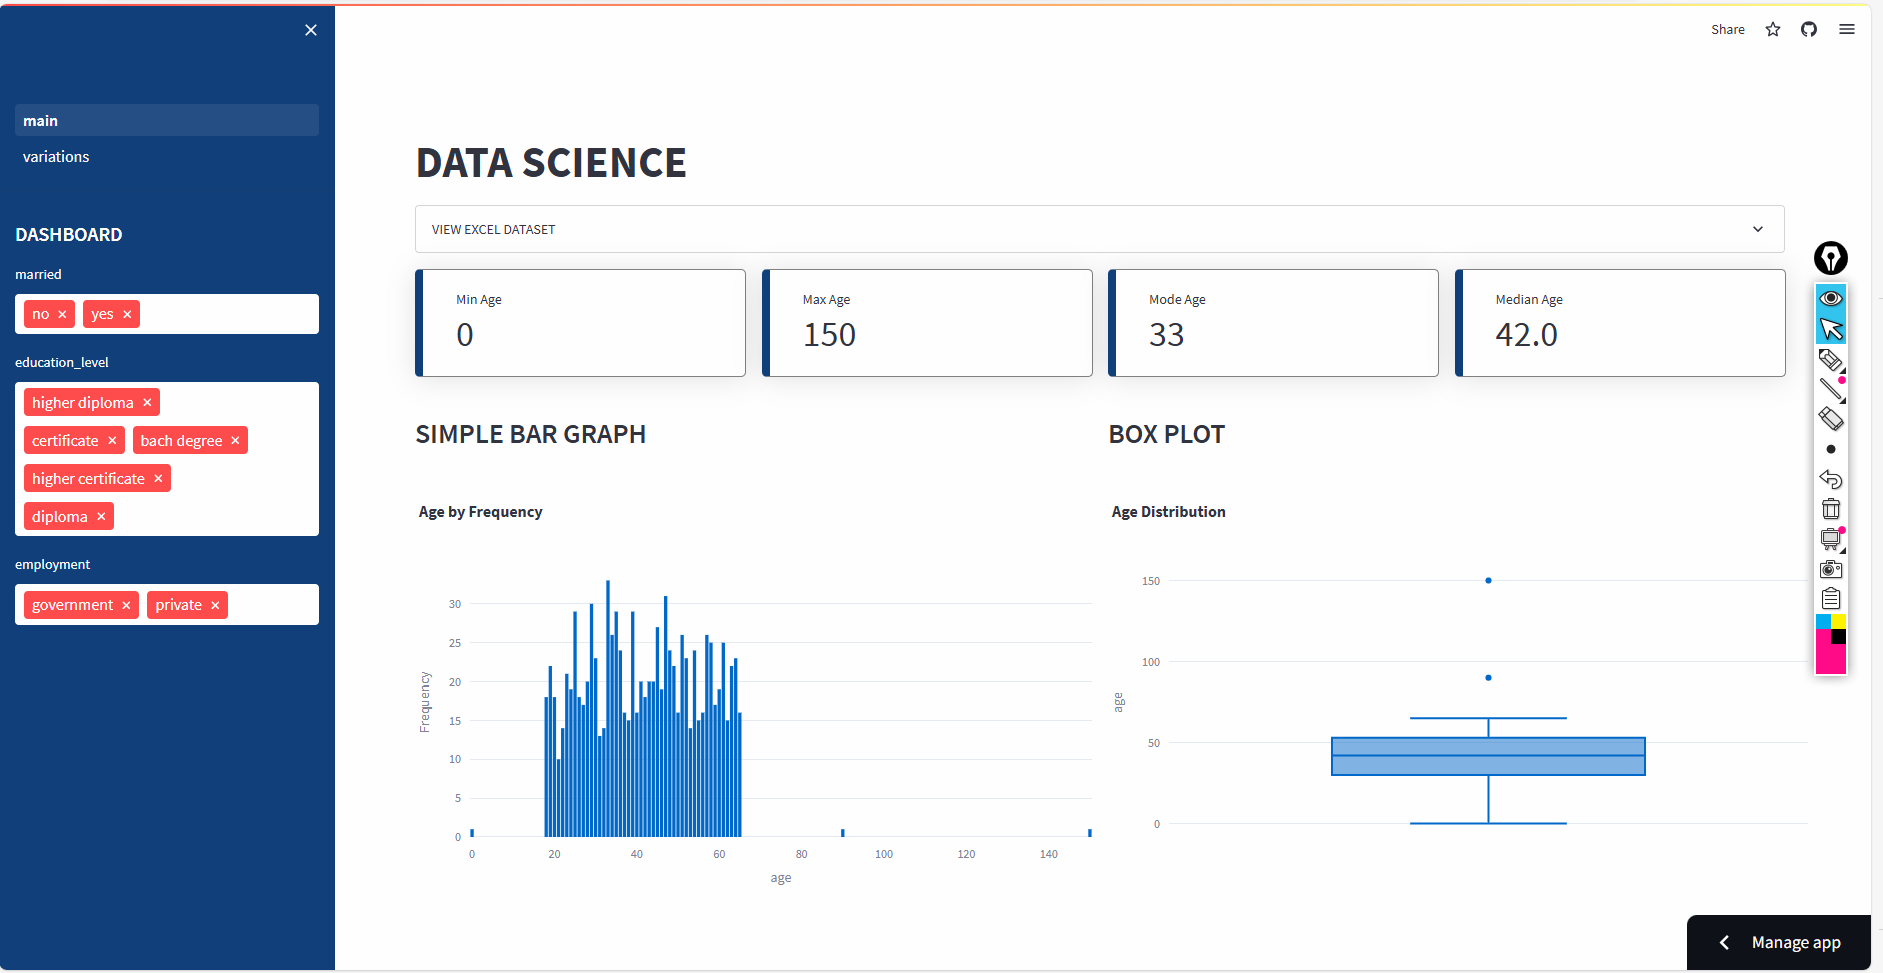 Share
main
variations
DASHBOARD
married
no × yes ×
education_level
higher diploma ×
certificate × bach degree ×
higher certificate ×
diploma ×
employment
government × private ×
DATA SCIENCE
VIEW EXCEL DATASET
Min Age
0
Max Age
150
Mode Age
33
Median Age
42.0
SIMPLE BAR GRAPH
Age by Frequency
Frequency
30
25
20
15
10
5
0
0 20 40 60 80 100 120 140
age
BOX PLOT
Age Distribution
age
150
100
50
0
Manage app